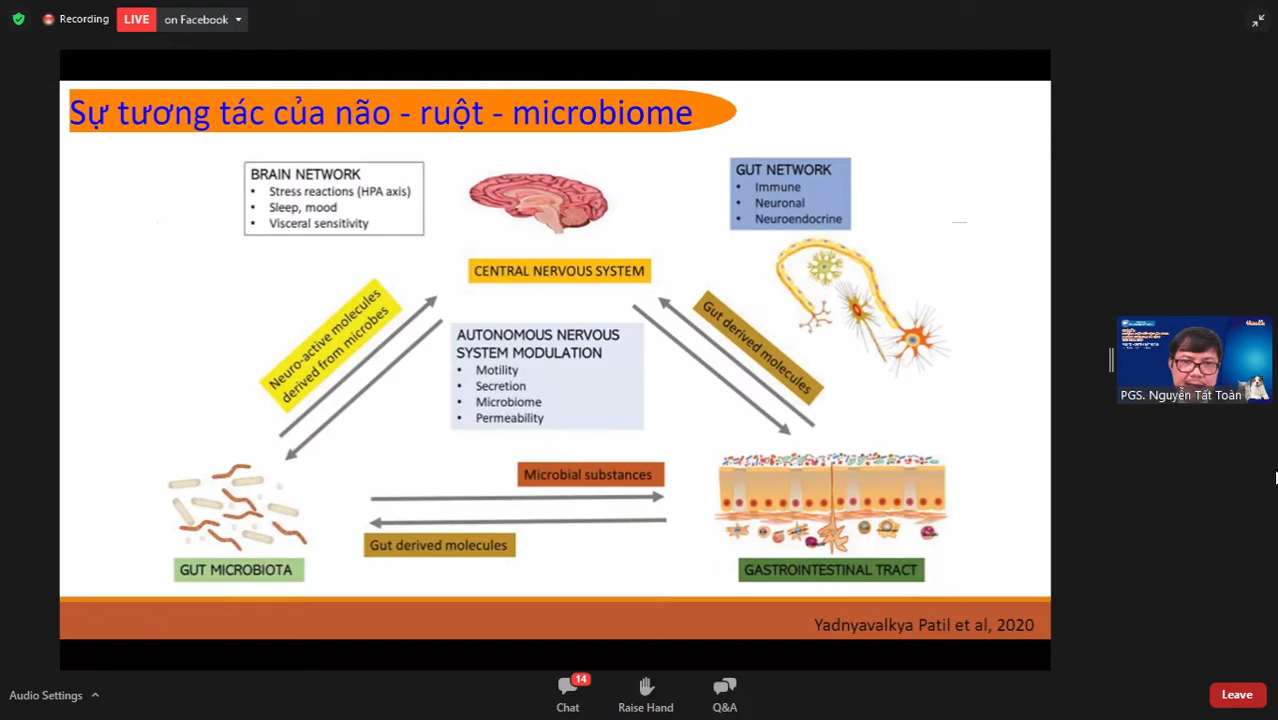 Recording
LIVE
on Facebook
Sự tương tác của não - ruột - microbiome
BRAIN NETWORK
• Stress reactions (HPA axis)
• Sleep, mood
• Visceral sensitivity
GUT NETWORK
• Immune
• Neuronal
• Neuroendocrine
CENTRAL NERVOUS SYSTEM
Neuro-active molecules
derived from microbes
AUTONOMOUS NERVOUS
SYSTEM MODULATION
• Motility
• Secretion
• Microbiome
• Permeability
Gut derived molecules
Microbial substances
Gut derived molecules
GUT MICROBIOTA
GASTROINTESTINAL TRACT
Yadnyavalkya Patil et al, 2020
PGS. Nguyễn Tất Toàn
Audio Settings
14
Chat
Raise Hand
Q&A
Leave